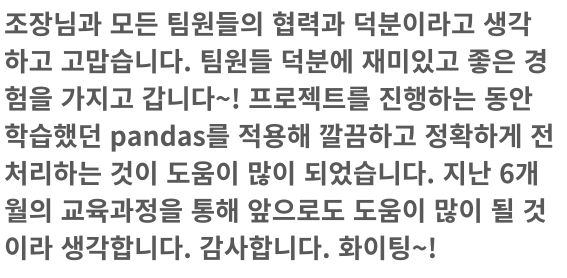 조장님과 모든 팀원들의 협력과 덕분이라고 생각
하고 고맙습니다. 팀원들 덕분에 재미있고 좋은 경
험을 가지고 갑니다~! 프로젝트를 진행하는 동안
학습했던 pandas를 적용해 깔끔하고 정확하게 전
처리하는 것이 도움이 많이 되었습니다. 지난 6개
월의 교육과정을 통해 앞으로도 도움이 많이 될 것
이라 생각합니다. 감사합니다. 화이팅~!